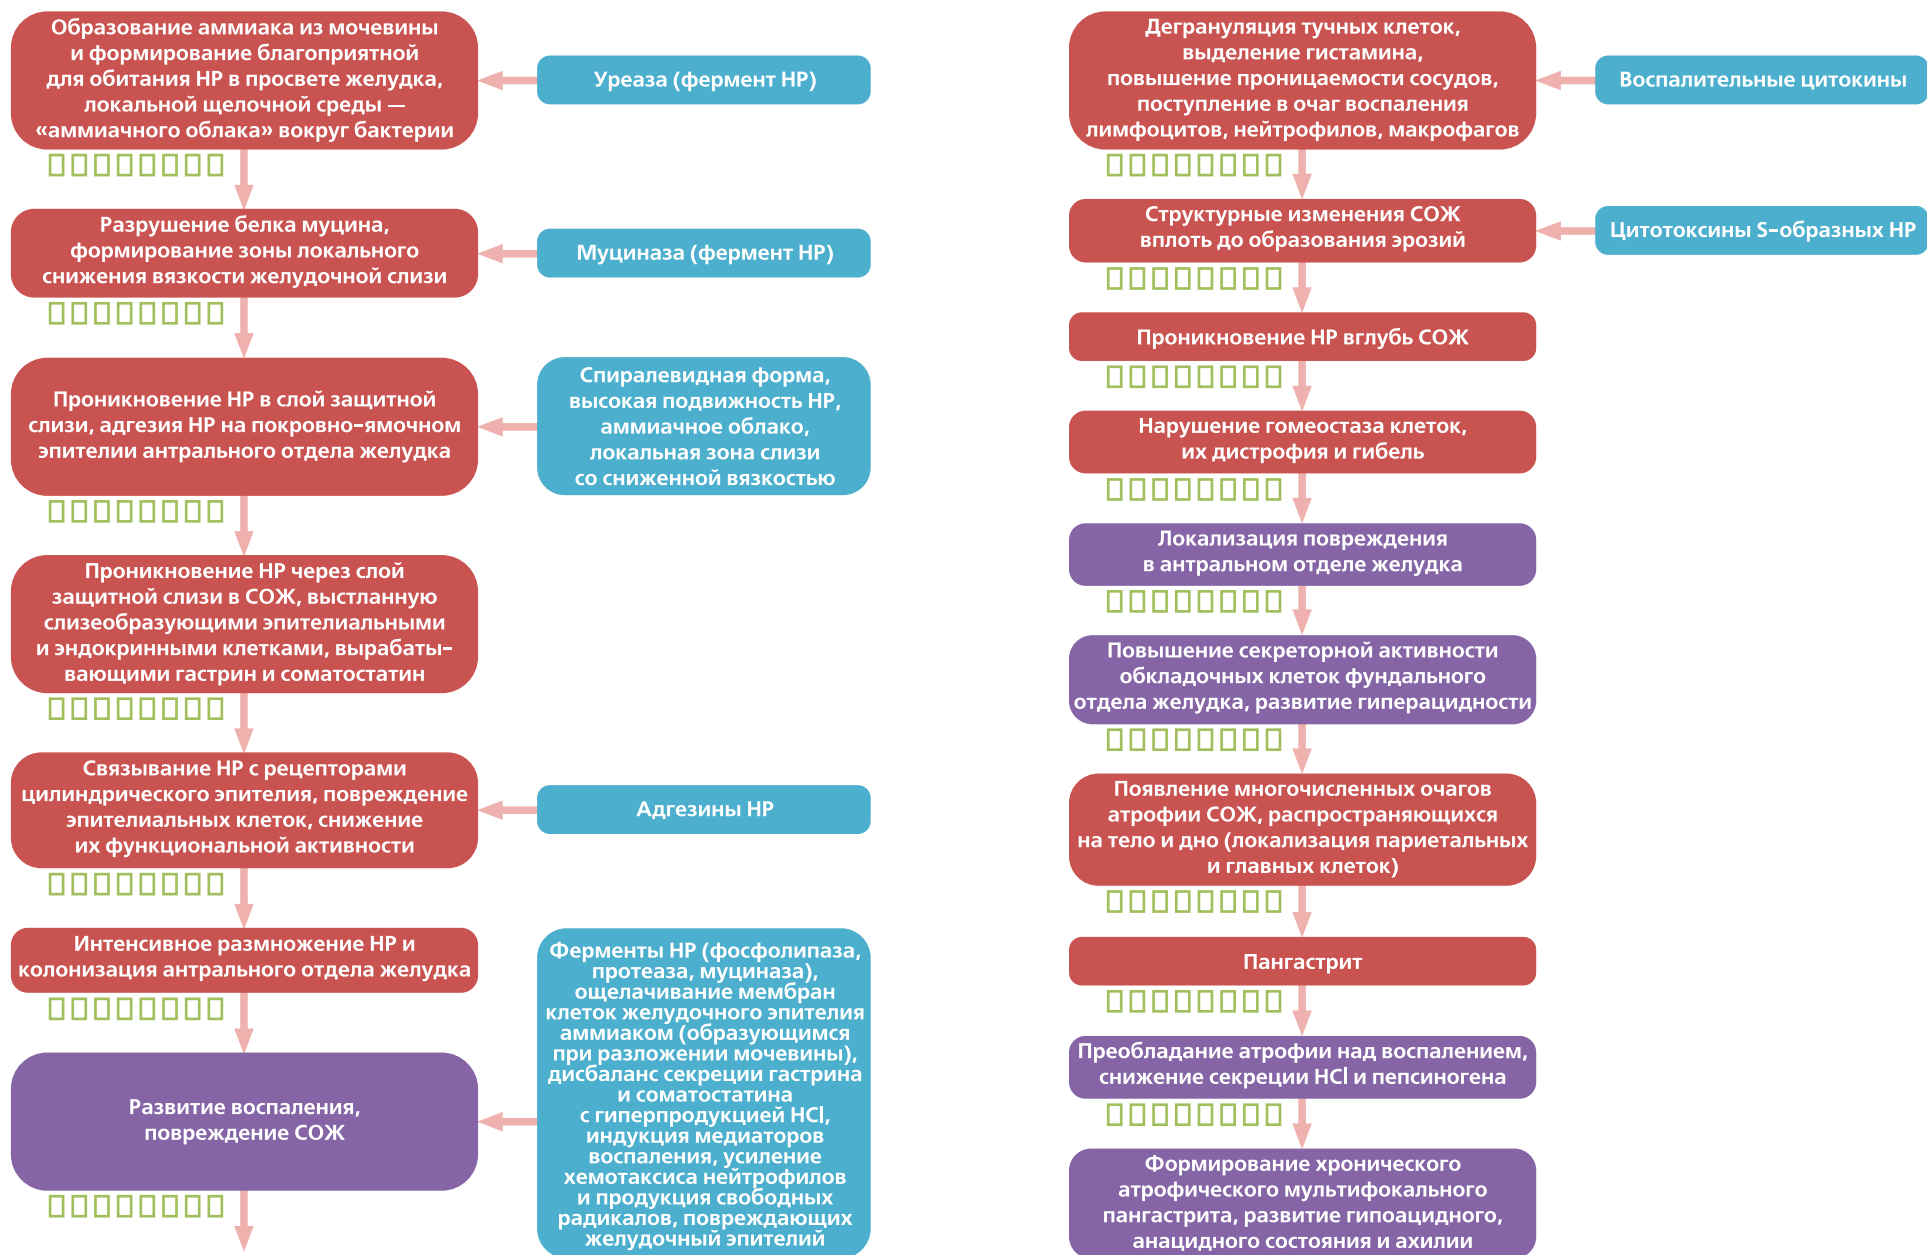 Образование аммиака из мочевины
и формирование благоприятной
для обитания HP в просвете желудка,
локальной щелочной среды —
«аммиачного облака» вокруг бактерии
Уреаза (фермент HP)
Разрушение белка муцина,
формирование зоны локального
снижения вязкости желудочной слизи
Муциназа (фермент HP)
Проникновение HP в слой защитной
слизи, адгезия HP на покровно-ямочном
эпителии антрального отдела желудка
Спиралевидная форма,
высокая подвижность HP,
аммиачное облако,
локальная зона слизи
со сниженной вязкостью
Проникновение HP через слой
защитной слизи в СОЖ, выстланную
слизеобразующими эпителиальными
и эндокринными клетками, вырабаты-
вающими гастрин и соматостатин
Связывание HP с рецепторами
цилиндрического эпителия, повреждение
эпителиальных клеток, снижение
их функциональной активности
Адгезины HP
Интенсивное размножение HP и
колонизация антрального отдела желудка
Развитие воспаления,
повреждение СОЖ
Ферменты HP (фосфолипаза,
протеаза, муциназа),
ощелачивание мембран
клеток желудочного эпителия
аммиаком (образующимся
при разложении мочевины),
дисбаланс секреции гастрина
и соматостатина
с гиперпродукцией HCl,
индукция медиаторов
воспаления, усиление
хемотаксиса нейтрофилов
и продукция свободных
радикалов, повреждающих
желудочный эпителий
Дегрануляция тучных клеток,
выделение гистамина,
повышение проницаемости сосудов,
поступление в очаг воспаления
лимфоцитов, нейтрофилов, макрофагов
Воспалительные цитокины
Структурные изменения СОЖ
вплоть до образования эрозий
Цитотоксины S-образных HP
Проникновение HP вглубь СОЖ
Нарушение гомеостаза клеток,
их дистрофия и гибель
Локализация повреждения
в антральном отделе желудка
Повышение секреторной активности
обкладочных клеток фундального
отдела желудка, развитие гиперацидности
Появление многочисленных очагов
атрофии СОЖ, распространяющихся
на тело и дно (локализация париетальных
и главных клеток)
Пангастрит
Преобладание атрофии над воспалением,
снижение секреции HCl и пепсиногена
Формирование хронического
атрофического мультифокального
пангастрита, развитие гипоацидного,
анацидного состояния и ахилии